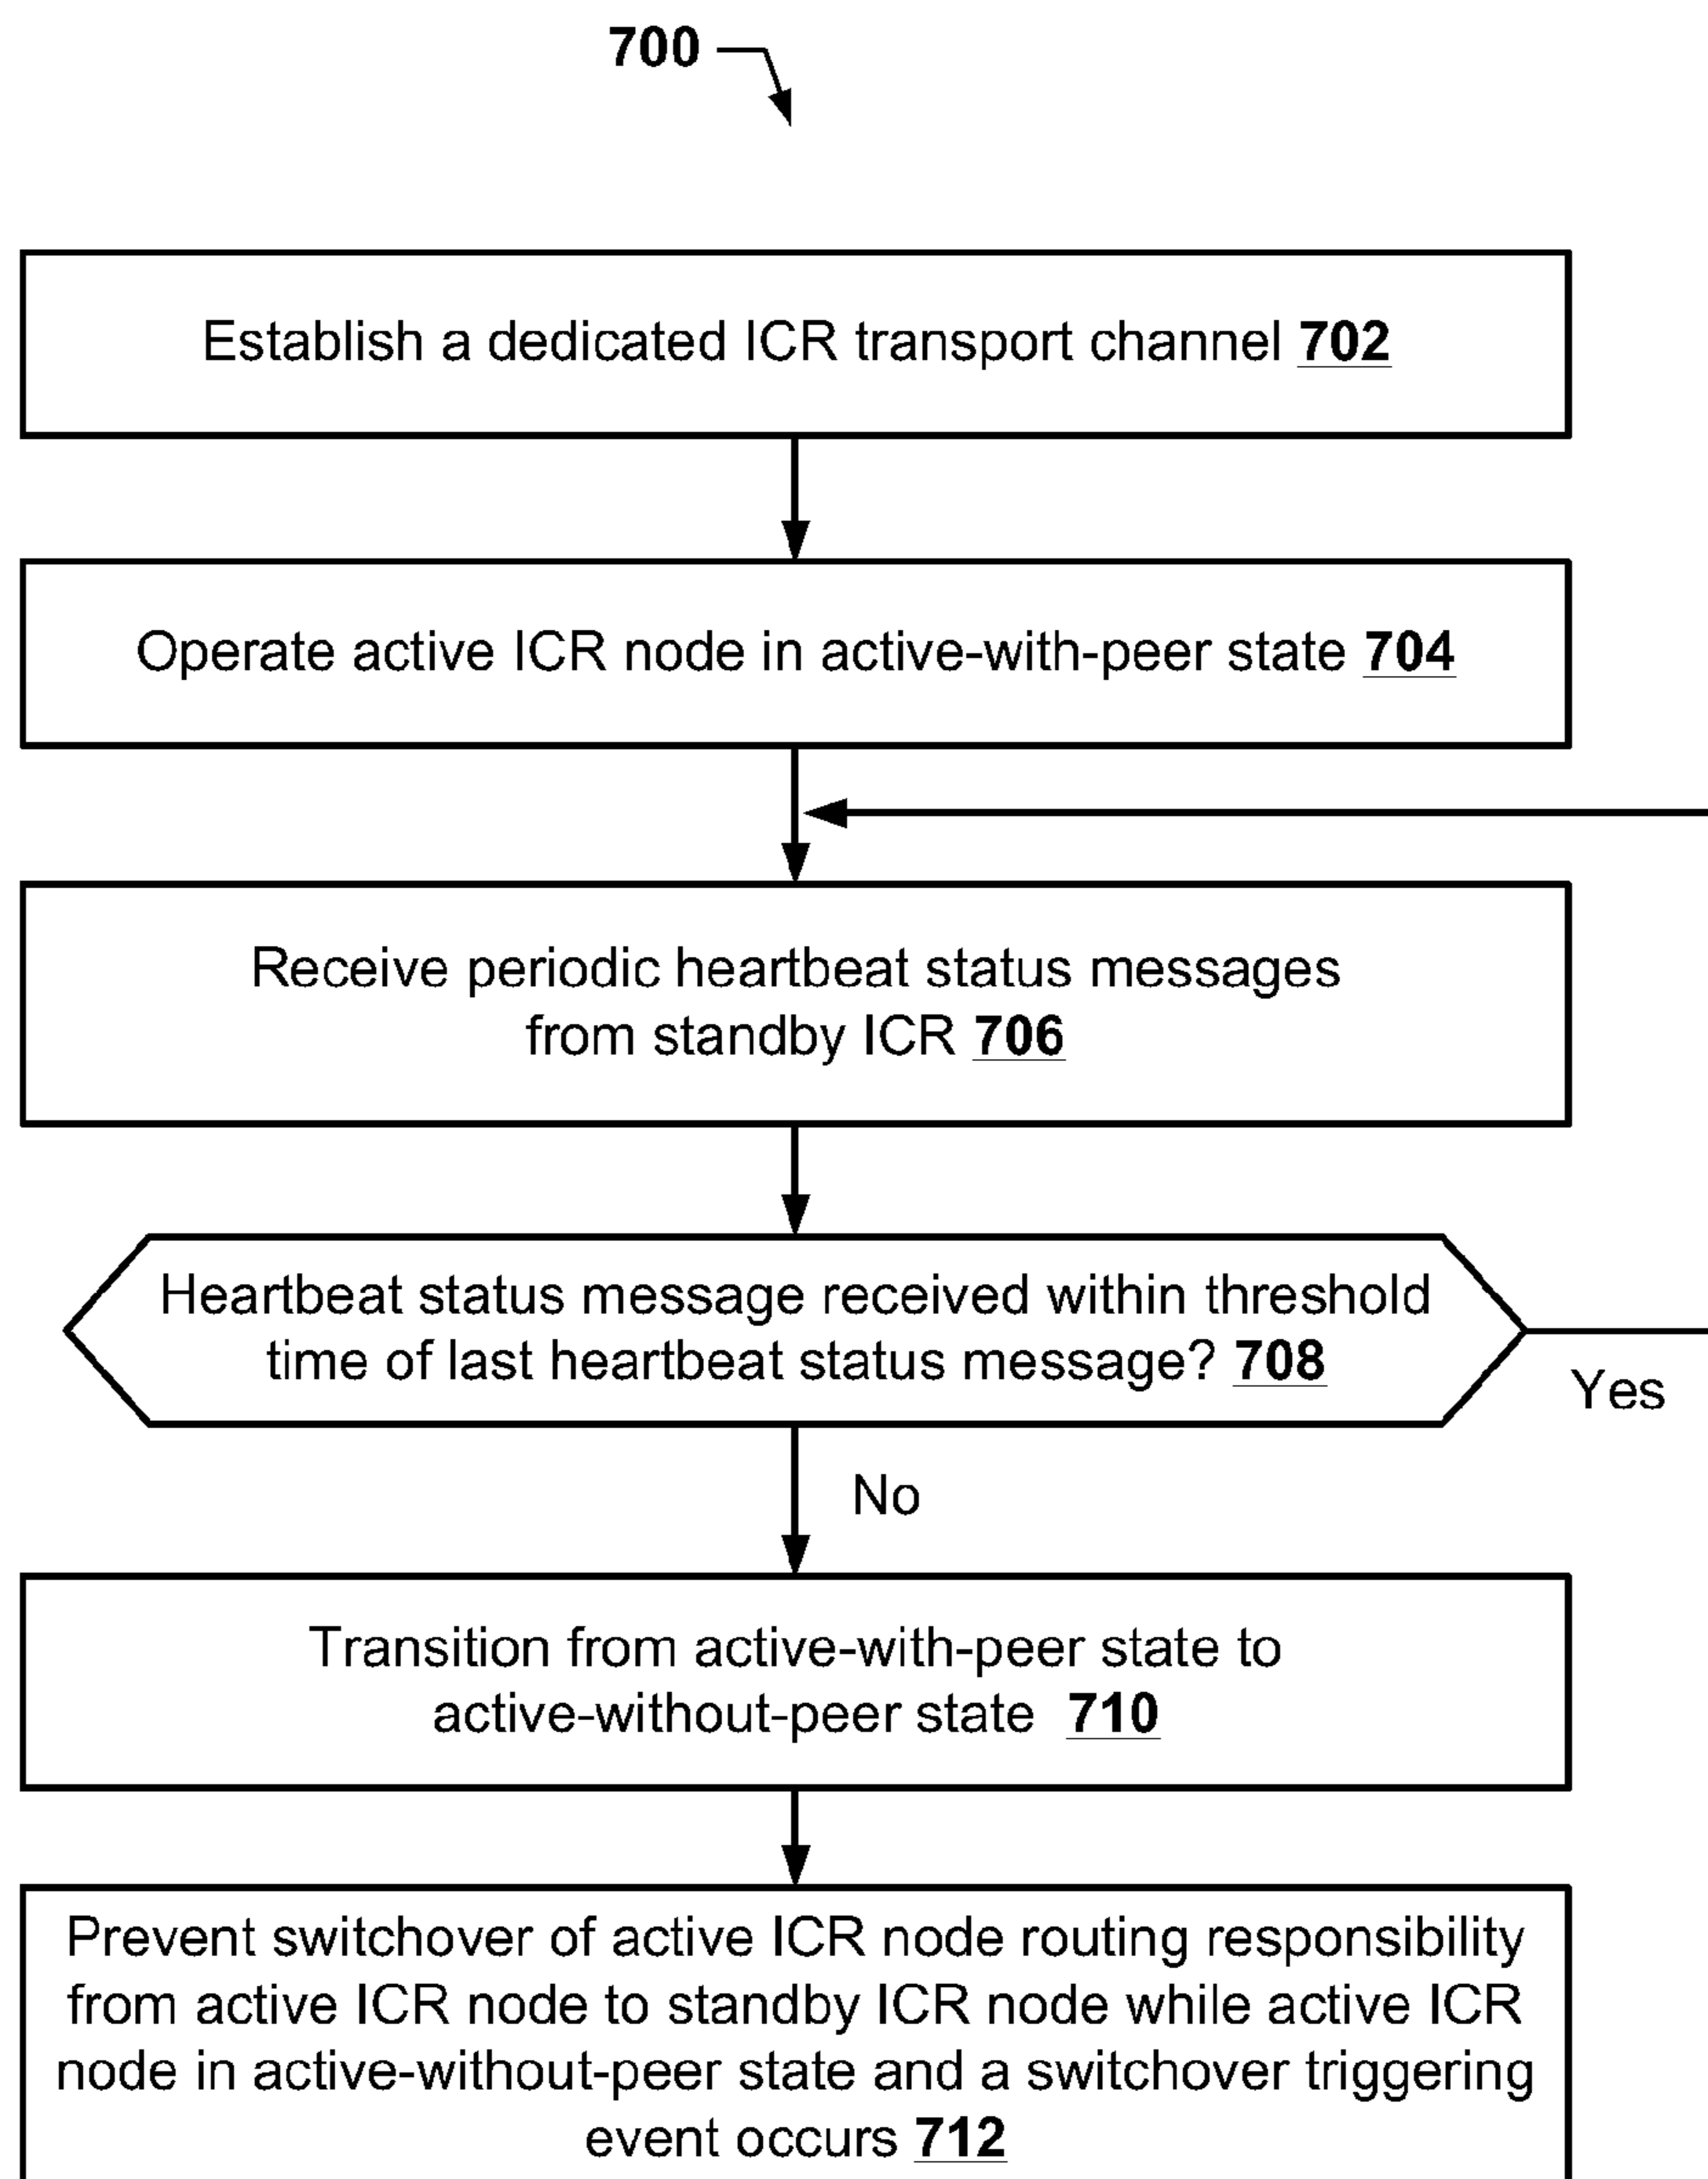 700
Establish a dedicated ICR transport channel 702
Operate active ICR node in active-with-peer state 704
Receive periodic heartbeat status messages
from standby ICR 706
Heartbeat status message received within threshold
time of last heartbeat status message? 708
Yes
No
Transition from active-with-peer state to
active-without-peer state 710
Prevent switchover of active ICR node routing responsibility
from active ICR node to standby ICR node while active ICR
node in active-without-peer state and a switchover triggering
event occurs 712